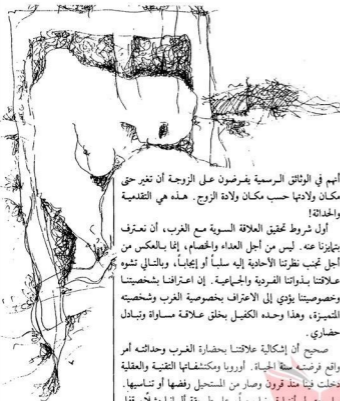 أنهم في الوثائق الرسمية يفرضون على الزوجة أن تغير حتى
مكان ولادتها حسب مكان ولادة الزوج. هذه هي التقدمية
والحداثة!
أول شروط تحقيق العلاقة السوية مع الغرب، أن نعترف
بتمايزنا عنه. ليس من أجل العداء والخصام، إنما بالعكس من
أجل تجنب نظرتنا الأحادية إليه سلباً أو إيجاباً، وبالتالي تشوه
علاقتنا بذواتنا الفردية والجماعية. إن اعترافنا بشخصيتنا
وخصوصيتنا يؤدي إلى الاعتراف بخصوصية الغرب وشخصيته
المتميزة، وهذا وحده الكفيل بخلق علاقة مساواة وتبادل
حضاري.
صحيح أن إشكالية علاقتنا بحضارة الغرب وحداثته أمر
واقع فرضته سنة الحياة. أوروبا ومكتشفاتها التقنية والعقلية
دخلت فينا منذ قرون وصار من المستحيل رفضها أو تناسيها.